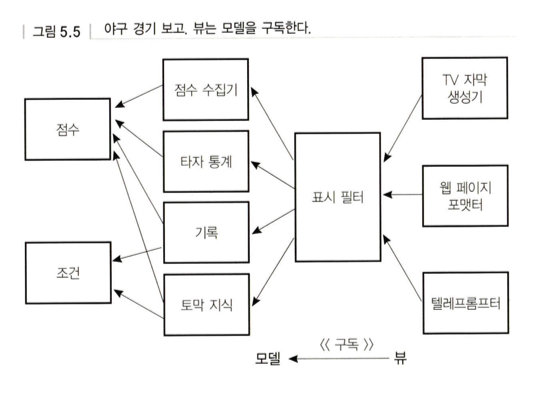 그림 5.5 야구 경기 보고. 뷰는 모델을 구독한다.
점수
조건
점수 수집기
타자 통계
기록
토막 지식
표시 필터
TV 자막
생성기
웹 페이지
포맷터
텔레프롬프터
<< 구독 >>
모델
뷰